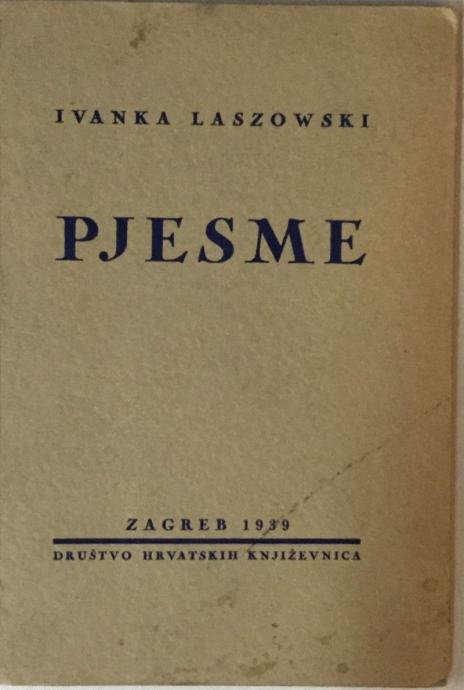 IVANKA LASZOWSKI
PJESME
ZAGREB 1939
DRUŠTVO HRVATSKIH KNJIŽEVNICA